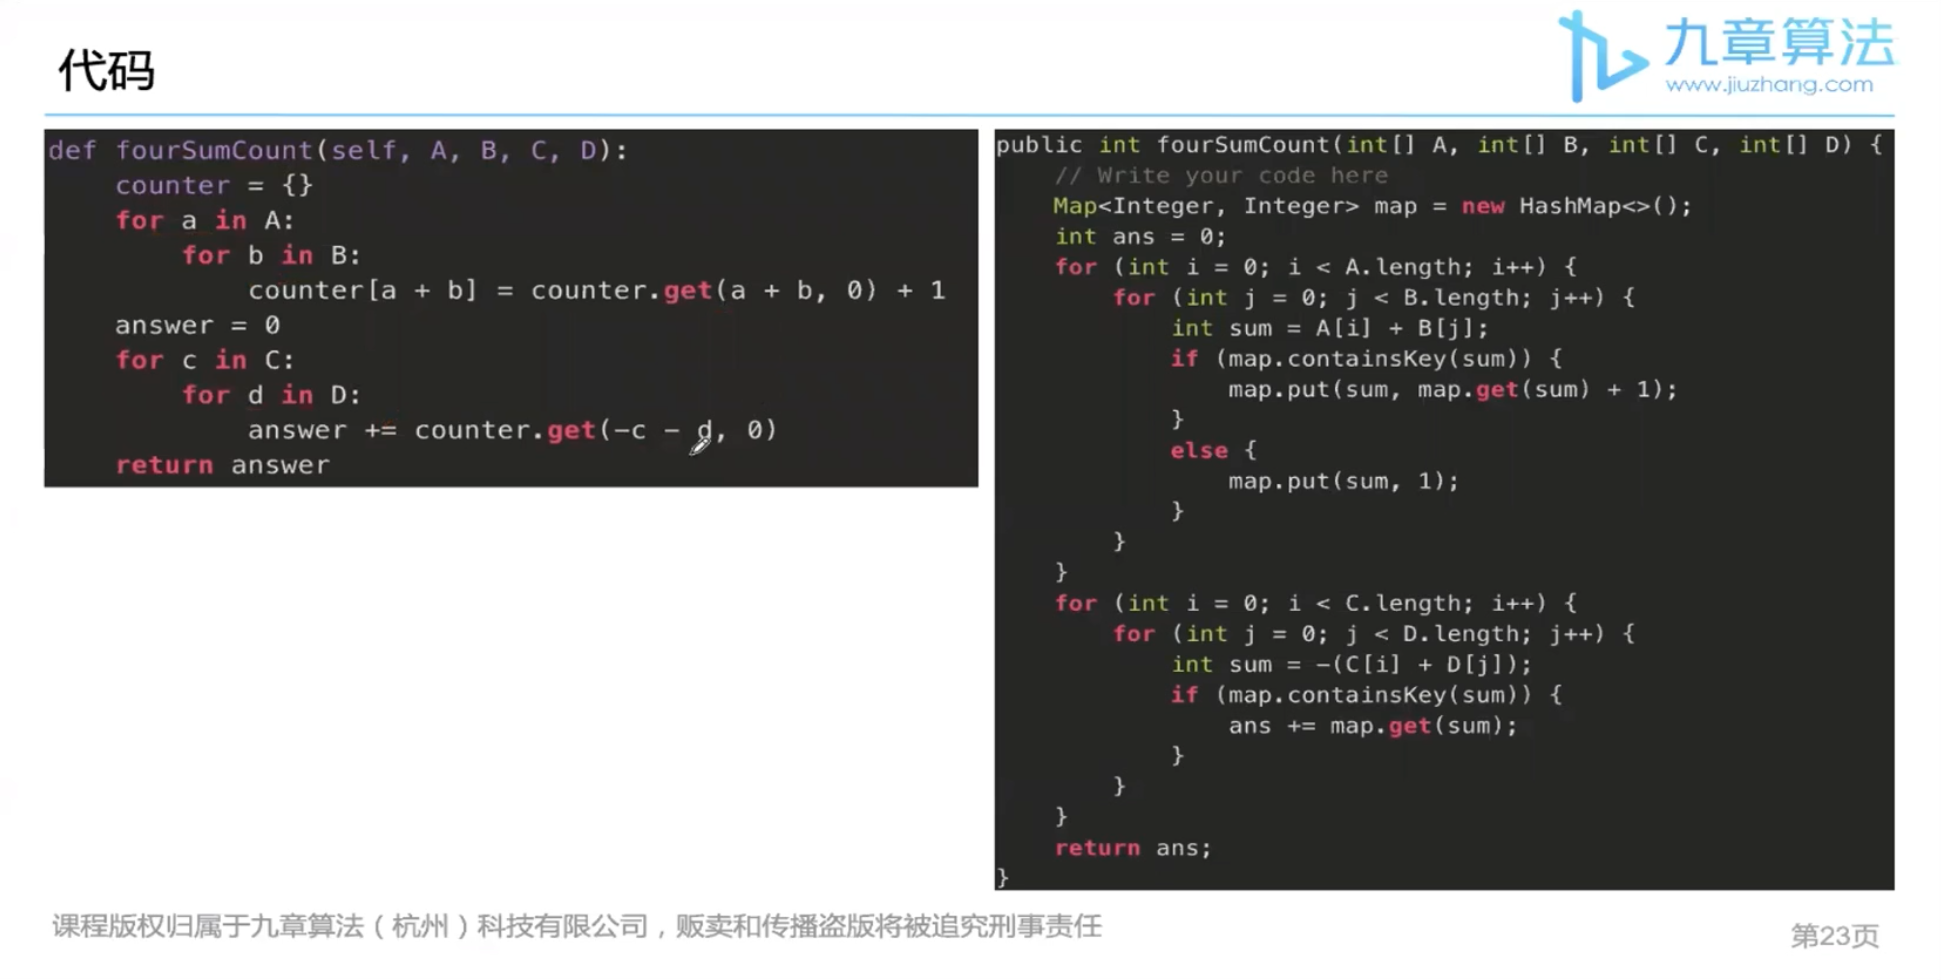 代码
九章算法
www.jiuzhang.com
def fourSumCount(self, A, B, C, D):
    counter = {}
    for a in A:
        for b in B:
            counter[a + b] = counter.get(a + b, 0) + 1
    answer = 0
    for c in C:
        for d in D:
            answer += counter.get(-c - d, 0)
    return answer
public int fourSumCount(int[] A, int[] B, int[] C, int[] D) {
    // Write your code here
    Map<Integer, Integer> map = new HashMap<>();
    int ans = 0;
    for (int i = 0; i < A.length; i++) {
        for (int j = 0; j < B.length; j++) {
            int sum = A[i] + B[j];
            if (map.containsKey(sum)) {
                map.put(sum, map.get(sum) + 1);
            }
            else {
                map.put(sum, 1);
            }
        }
    }
    for (int i = 0; i < C.length; i++) {
        for (int j = 0; j < D.length; j++) {
            int sum = -(C[i] + D[j]);
            if (map.containsKey(sum)) {
                ans += map.get(sum);
            }
        }
    }
    return ans;
}
课程版权归属于九章算法（杭州）科技有限公司，贩卖和传播盗版将被追究刑事责任
第23页